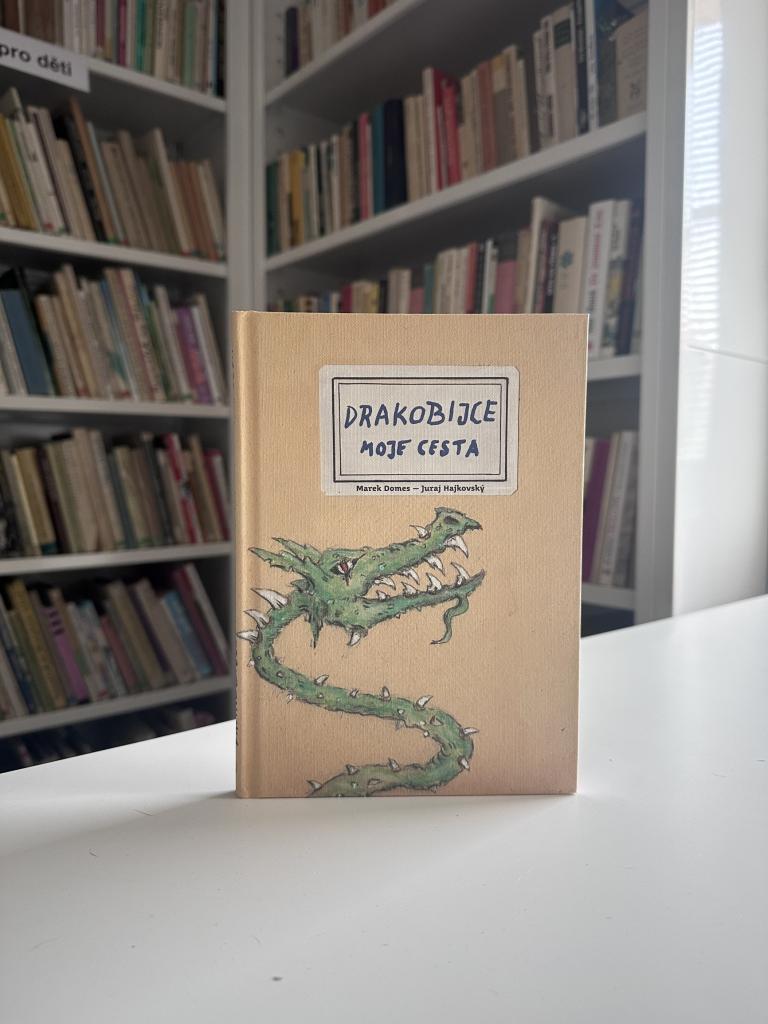 pro děti
DRAKOBIJCE
MOJE CESTA
Marek Domes — Juraj Hajkovský